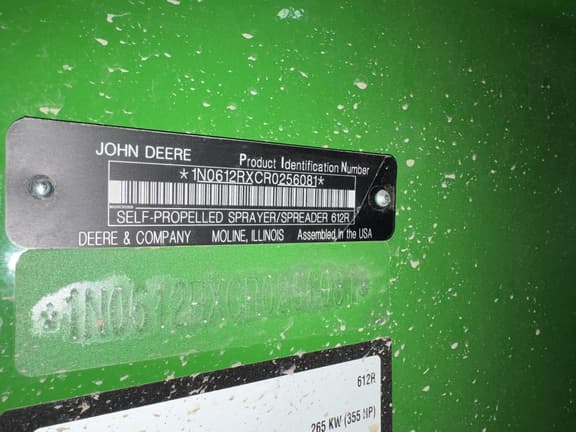 JOHN DEERE Product Identification Number
*1N0612RXCR0256081*
SELF-PROPELLED SPRAYER/SPREADER 612R
DEERE & COMPANY MOLINE, ILLINOIS Assembled in the USA
*1N0612RXCR0256081*
612R
265 KW (355 HP)